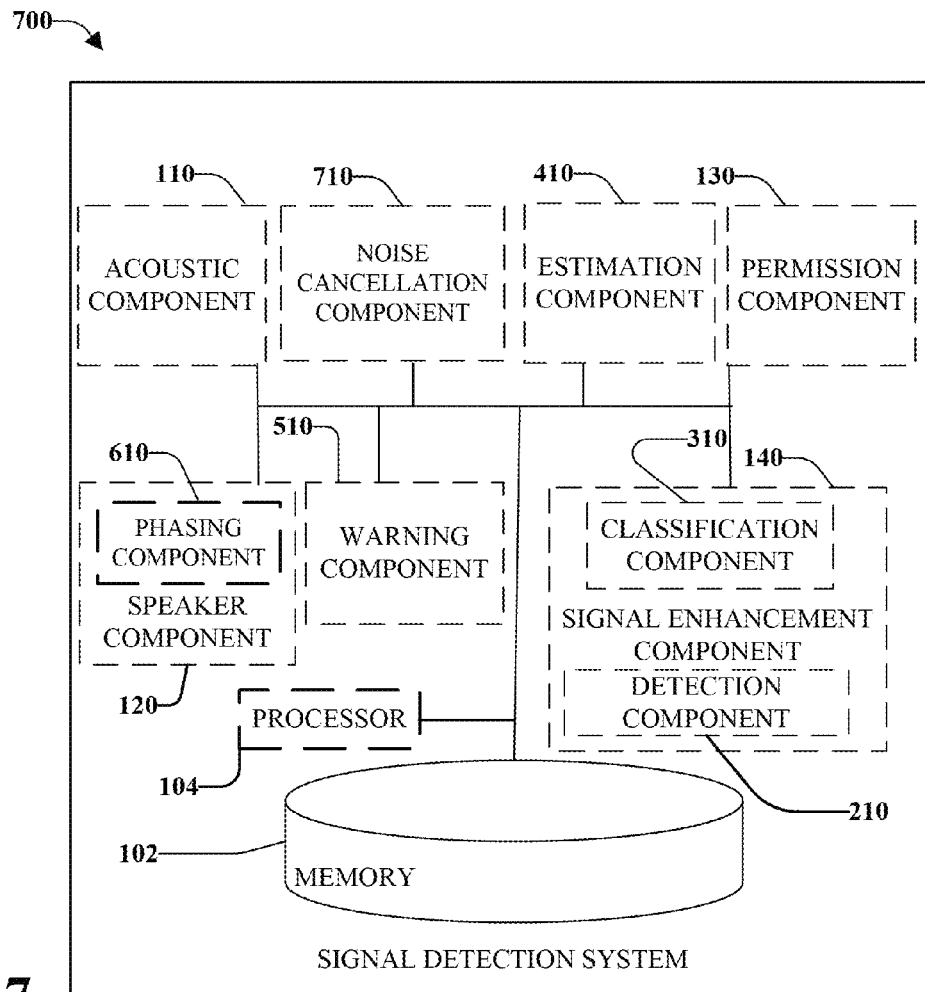 700
110
710
410
130
ACOUSTIC
COMPONENT
NOISE
CANCELLATION
COMPONENT
ESTIMATION
COMPONENT
PERMISSION
COMPONENT
610
510
310
140
PHASING
COMPONENT
SPEAKER
COMPONENT
WARNING
COMPONENT
CLASSIFICATION
COMPONENT
SIGNAL ENHANCEMENT
COMPONENT
DETECTION
COMPONENT
120
PROCESSOR
104
210
102
MEMORY
SIGNAL DETECTION SYSTEM
7